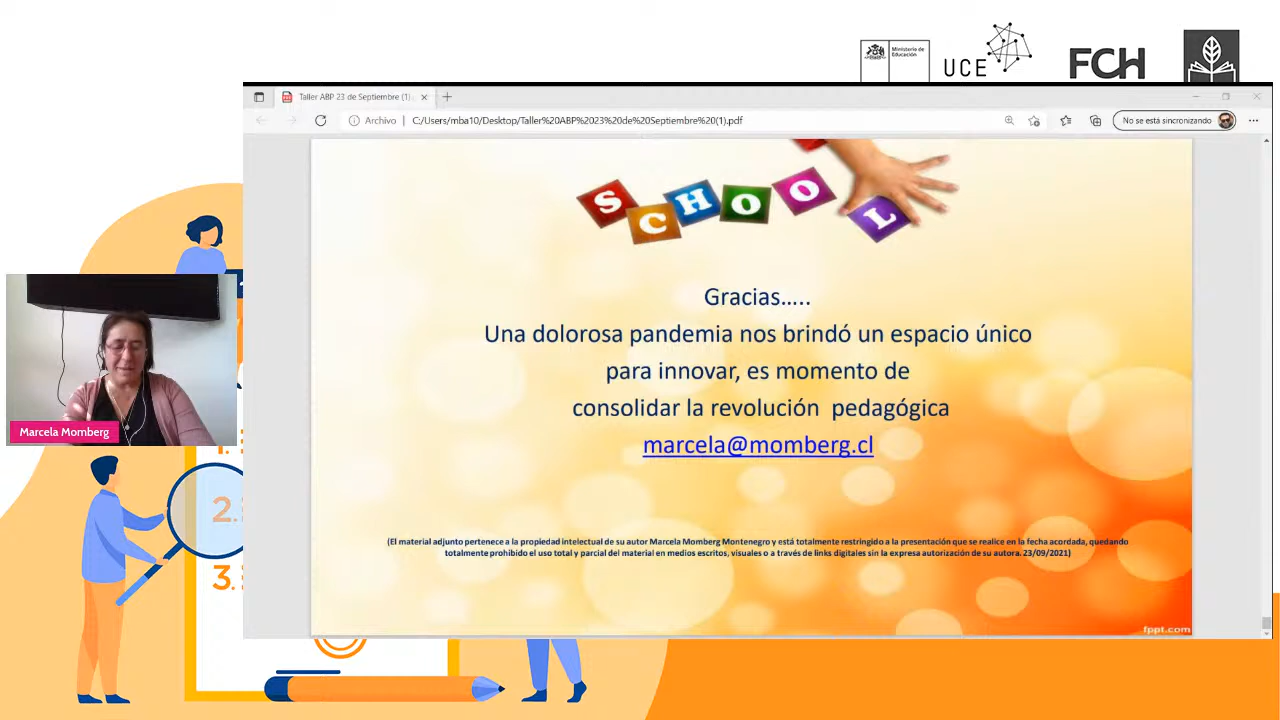 Ministerio de
Educación
UCE
FCH
Taller ABP 23 de Septiembre (1)
Archivo
C:/Users/mba10/Desktop/Taller%20ABP%2023%20de%20Septiembre%20(1).pdf
No se está sincronizando
SCHOOL
Gracias.....
Una dolorosa pandemia nos brindó un espacio único
para innovar, es momento de
consolidar la revolución pedagógica
marcela@momberg.cl
(El material adjunto pertenece a la propiedad intelectual de su autor Marcela Momberg Montenegro y está totalmente restringido a la presentación que se realice en la fecha acordada, quedando
totalmente prohibido el uso total y parcial del material en medios escritos, visuales o a través de links digitales sin la expresa autorización de su autora. 23/09/2021)
fppt.com
Marcela Momberg
1.
2.
3.